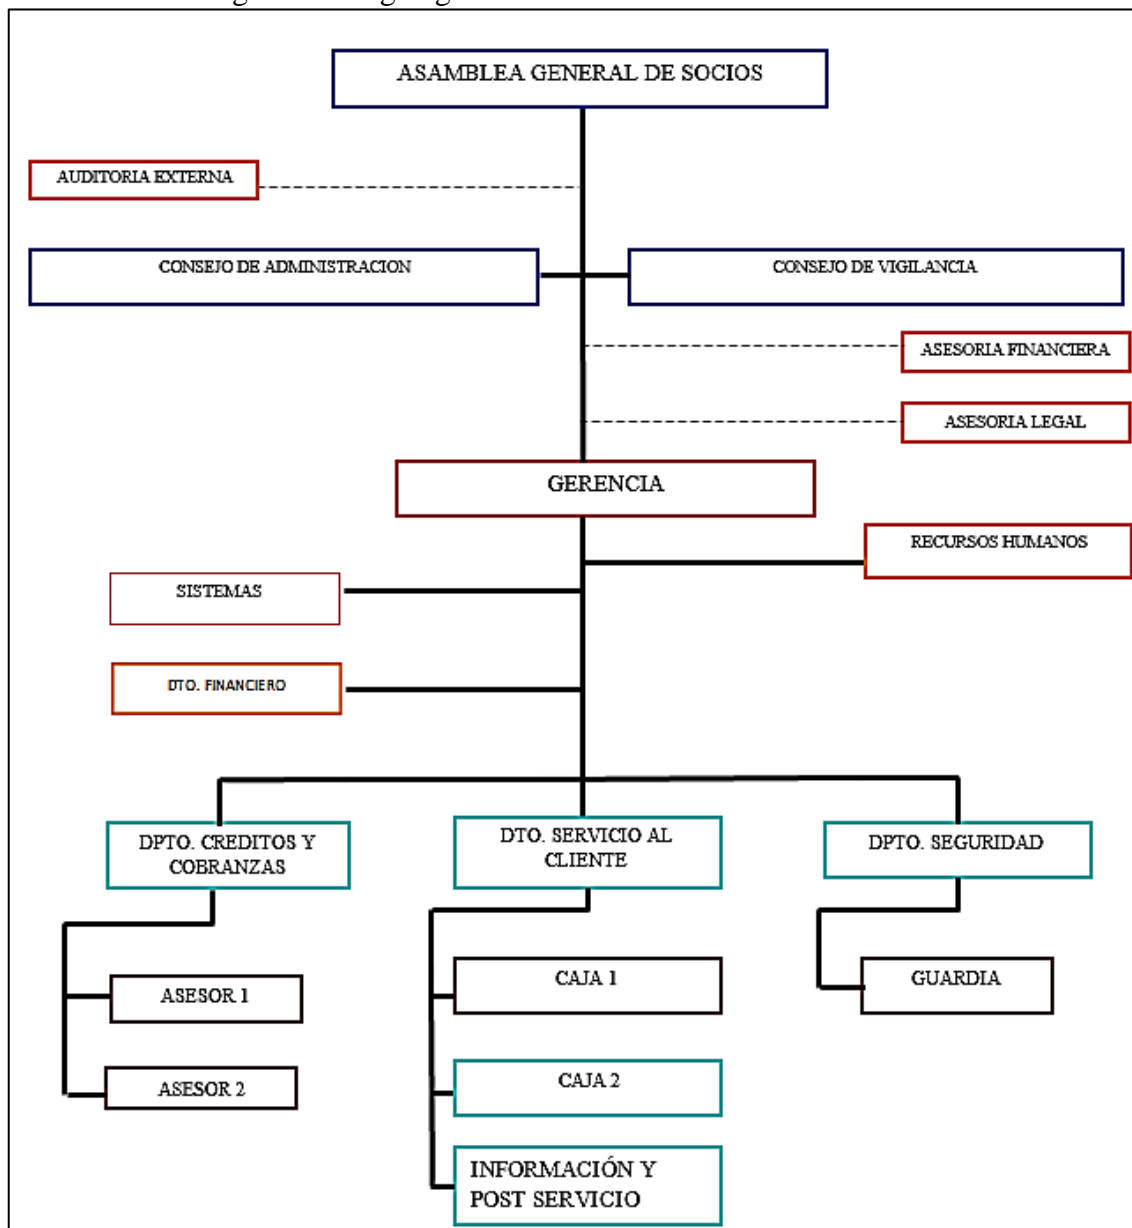 ASAMBLEA GENERAL DE SOCIOS
AUDITORIA EXTERNA
CONSEJO DE ADMINISTRACION
CONSEJO DE VIGILANCIA
ASESORIA FINANCIERA
ASESORIA LEGAL
GERENCIA
RECURSOS HUMANOS
SISTEMAS
DTO. FINANCIERO
DPTO. CREDITOS Y
COBRANZAS
DTO. SERVICIO AL
CLIENTE
DPTO. SEGURIDAD
ASESOR 1
CAJA 1
GUARDIA
ASESOR 2
CAJA 2
INFORMACIÓN Y
POST SERVICIO